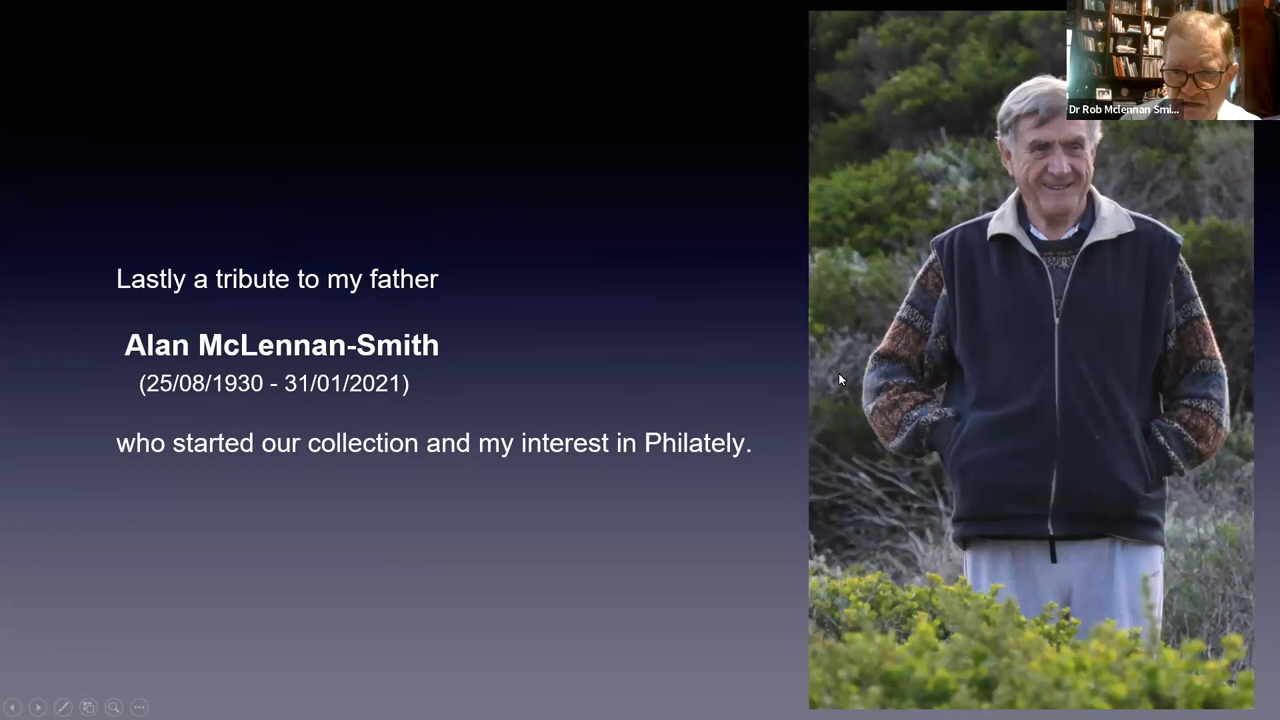 Lastly a tribute to my father
Alan McLennan-Smith
(25/08/1930 - 31/01/2021)
who started our collection and my interest in Philately.
Dr Rob Mclennan Smi...